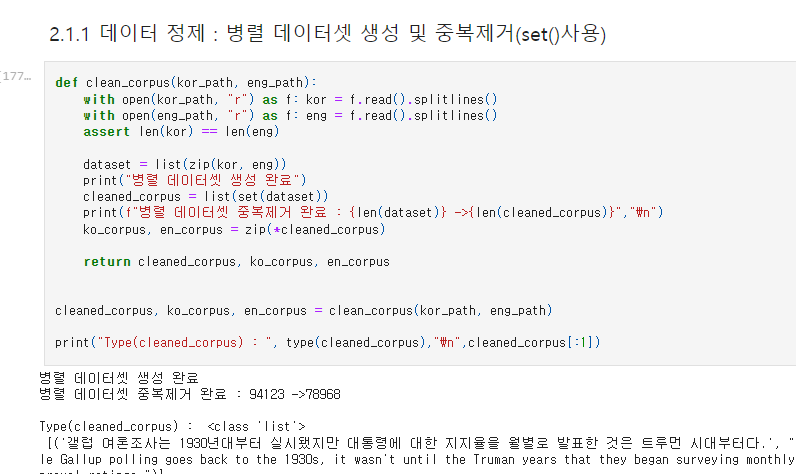 2.1.1 데이터 정제 : 병렬 데이터셋 생성 및 중복제거(set()사용)
177…
def clean_corpus(kor_path, eng_path):
    with open(kor_path, "r") as f: kor = f.read().splitlines()
    with open(eng_path, "r") as f: eng = f.read().splitlines()
    assert len(kor) == len(eng)

    dataset = list(zip(kor, eng))
    print("병렬 데이터셋 생성 완료")
    cleaned_corpus = list(set(dataset))
    print(f"병렬 데이터셋 중복제거 완료 : {len(dataset)} ->{len(cleaned_corpus)}","₩n")
    ko_corpus, en_corpus = zip(*cleaned_corpus)

    return cleaned_corpus, ko_corpus, en_corpus

cleaned_corpus, ko_corpus, en_corpus = clean_corpus(kor_path, eng_path)

print("Type(cleaned_corpus) : ", type(cleaned_corpus),"₩n",cleaned_corpus[:1])
병렬 데이터셋 생성 완료
병렬 데이터셋 중복제거 완료 : 94123 ->78968

Type(cleaned_corpus) :  <class 'list'>
 [('갤럽 여론조사는 1930년대부터 실시됐지만 대통령에 대한 지지율을 월별로 발표한 것은 트루먼 시대부터다.', "
le Gallup polling goes back to the 1930s, it wasn't until the Truman years that they began surveying monthly